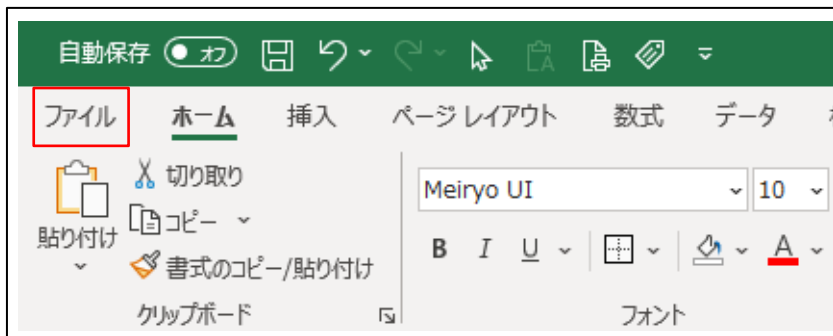 自動保存 オフ
ファイル ホーム 挿入 ページ レイアウト 数式 データ
切り取り
コピー
貼り付け
書式のコピー/貼り付け
クリップボード
Meiryo UI 10
B I U A
フォント